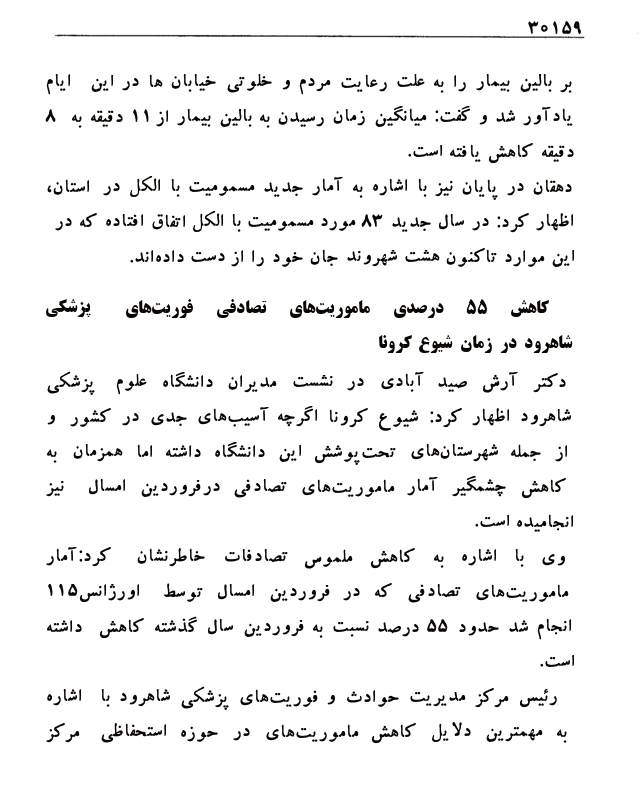 ۳۰۱۵۹
بر بالین بیمار را به علت رعایت مردم و خلوتی خیابان ها در این ایام
یادآور شد و گفت: میانگین زمان رسیدن به بالین بیمار از ۱۱ دقیقه به ۸
دقیقه کاهش یافته است.
دهقان در پایان نیز با اشاره به آمار جدید مسمومیت با الکل در استان،
اظهار کرد: در سال جدید ۸۳ مورد مسمومیت با الکل اتفاق افتاده که در
این موارد تاکنون هشت شهروند جان خود را از دست داده‌اند.
کاهش ۵۵ درصدی ماموریت‌های تصادفی فوریت‌های پزشکی
شاهرود در زمان شیوع کرونا
دکتر آرش صید آبادی در نشست مدیران دانشگاه علوم پزشکی
شاهرود اظهار کرد: شیوع کرونا اگرچه آسیب‌های جدی در کشور و
از جمله شهرستان‌های تحت‌پوشش این دانشگاه داشته اما همزمان به
کاهش چشمگیر آمار ماموریت‌های تصادفی درفروردین امسال نیز
انجامیده است.
وی با اشاره به کاهش ملموس تصادفات خاطرنشان کرد:آمار
ماموریت‌های تصادفی که در فروردین امسال توسط اورژانس۱۱۵
انجام شد حدود ۵۵ درصد نسبت به فروردین سال گذشته کاهش داشته
است.
رئیس مرکز مدیریت حوادث و فوریت‌های پزشکی شاهرود با اشاره
به مهمترین دلایل کاهش ماموریت‌های در حوزه استحفاظی مرکز